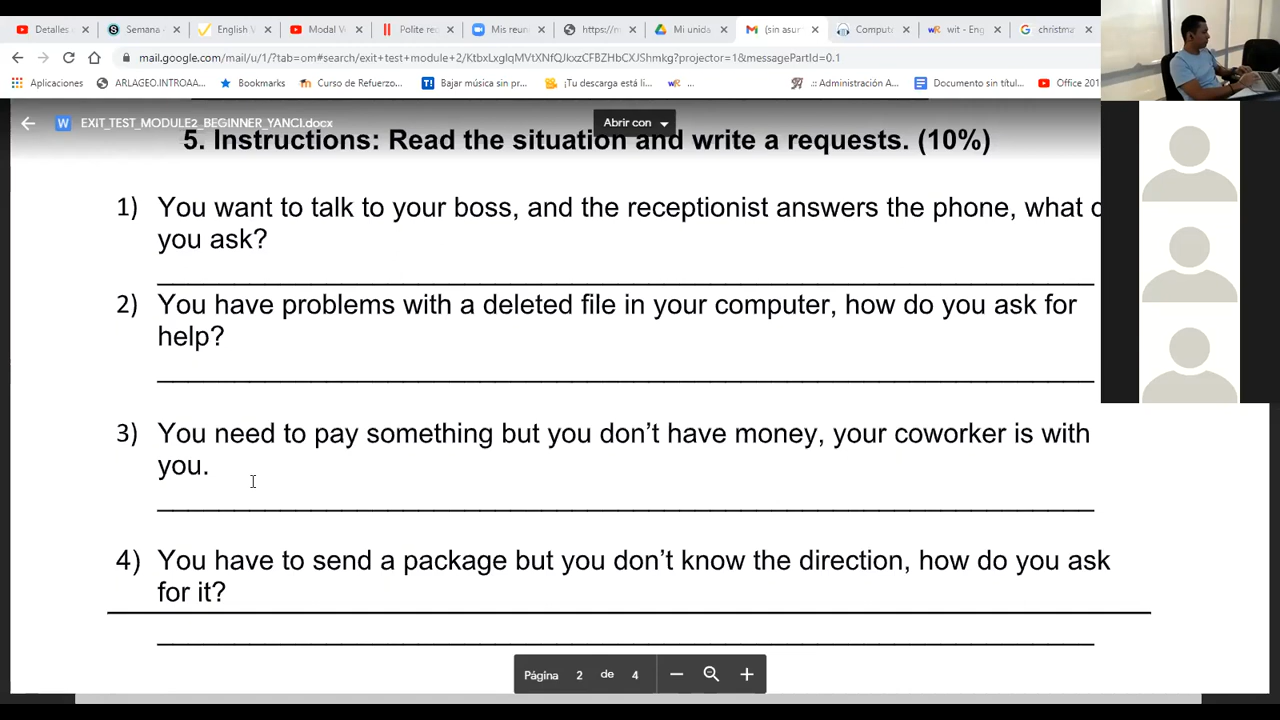 Detalles
Semana
English V
Modal V
Polite rec
Mis reun
https://m
Mi unida
(sin asun
Compute
wit - Eng
christma
mail.google.com/mail/u/1/?tab=om#search/exit+test+module+2/KtbxLxglqMVtXNfQJkxzCFBZHbCXJShmkg?projector=1&messagePartId=0.1
Aplicaciones
ARLAGEO.INTROAA...
Bookmarks
Curso de Refuerzo...
Bajar música sin pr...
¡Tu descarga está li...
wR ...
.:: Administración A...
Documento sin títul...
Office 201
W EXIT_TEST_MODULE2_BEGINNER_YANCI.docx
Abrir con
5. Instructions: Read the situation and write a requests. (10%)
1) You want to talk to your boss, and the receptionist answers the phone, what d
you ask?
2) You have problems with a deleted file in your computer, how do you ask for
help?
3) You need to pay something but you don't have money, your coworker is with
you.
4) You have to send a package but you don't know the direction, how do you ask
for it?
Página 2 de 4